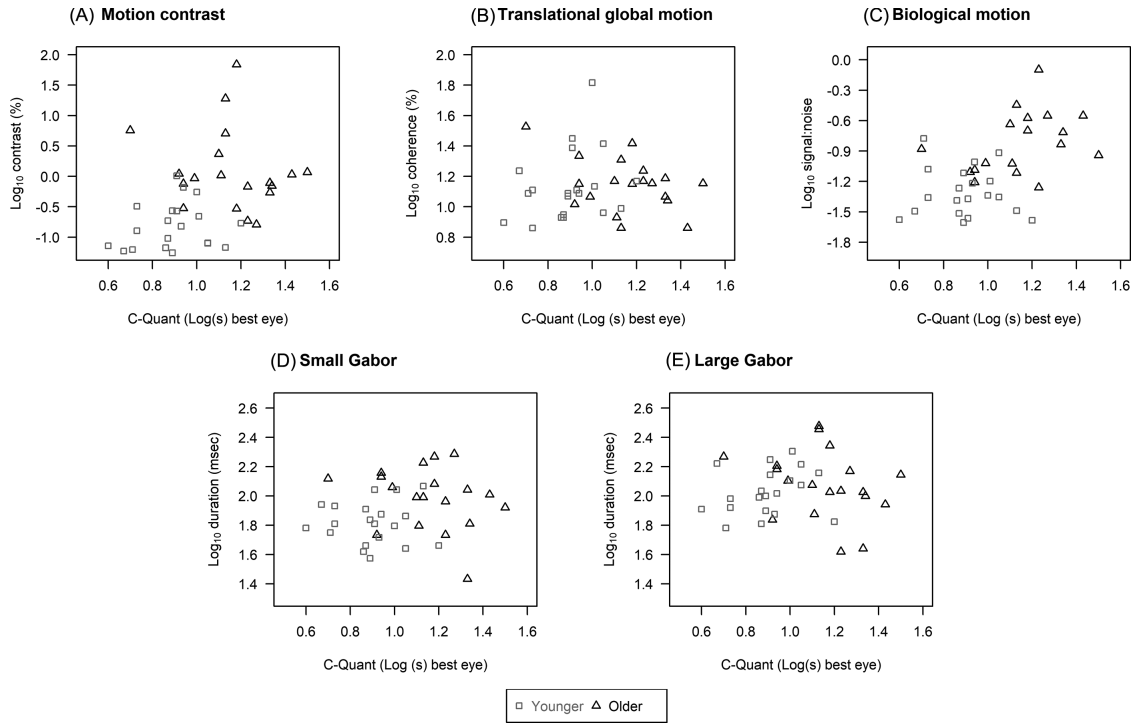 (A) Motion contrast
(B) Translational global motion
(C) Biological motion
2.0
1.5
1.0
0.5
0.0
-0.5
-1.0
Log10 contrast (%)
0.6 0.8 1.0 1.2 1.4 1.6
C-Quant (Log(s) best eye)
2.0
1.8
1.6
1.4
1.2
1.0
0.8
Log10 coherence (%)
0.6 0.8 1.0 1.2 1.4 1.6
C-Quant (Log (s) best eye)
0.0
-0.3
-0.6
-0.9
-1.2
-1.5
-1.8
Log10 signal:noise
0.6 0.8 1.0 1.2 1.4 1.6
C-Quant (Log(s) best eye)
(D) Small Gabor
(E) Large Gabor
2.6
2.4
2.2
2.0
1.8
1.6
1.4
Log10 duration (msec)
0.6 0.8 1.0 1.2 1.4 1.6
C-Quant (Log (s) best eye)
2.6
2.4
2.2
2.0
1.8
1.6
1.4
Log10 duration (msec)
0.6 0.8 1.0 1.2 1.4 1.6
C-Quant (Log(s) best eye)
Younger Older